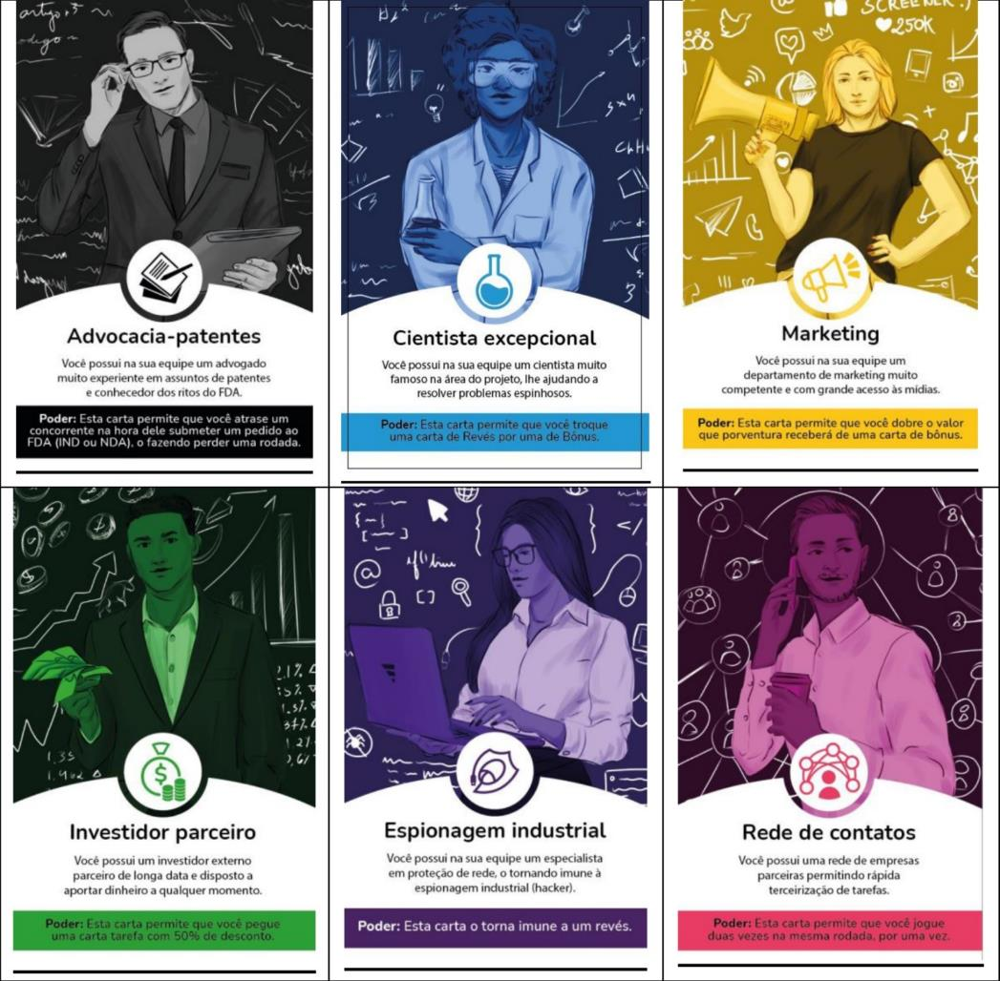 artigo
codigo
Advocacia-patentes
Você possui na sua equipe um advogado
muito experiente em assuntos de patentes
e conhecedor dos ritos do FDA.
Poder: Esta carta permite que você atrase um
concorrente na hora dele submeter um pedido ao
FDA (IND ou NDA), o fazendo perder uma rodada.
√3
3
Cientista excepcional
Você possui na sua equipe um cientista muito
famoso na área do projeto, lhe ajudando a
resolver problemas espinhosos.
Poder: Esta carta permite que você troque
uma carta de Revés por uma de Bônus.
@
250K
Marketing
Você possui na sua equipe um
departamento de marketing muito
competente e com grande acesso às mídias.
Poder: Esta carta permite que você dobre o valor
que porventura receberá de uma carta de bônus.
1.35
$
Investidor parceiro
Você possui um investidor externo
parceiro de longa data e disposto a
aportar dinheiro a qualquer momento.
Poder: Esta carta permite que você pegue
uma carta tarefa com 50% de desconto.
{ }
</
@
[ ]
Espionagem industrial
Você possui na sua equipe um especialista
em proteção de rede, o tornando imune à
espionagem industrial (hacker).
Poder: Esta carta o torna imune a um revés.
Rede de contatos
Você possui uma rede de empresas
parceiras permitindo rápida
terceirização de tarefas.
Poder: Esta carta permite que você jogue
duas vezes na mesma rodada, por uma vez.